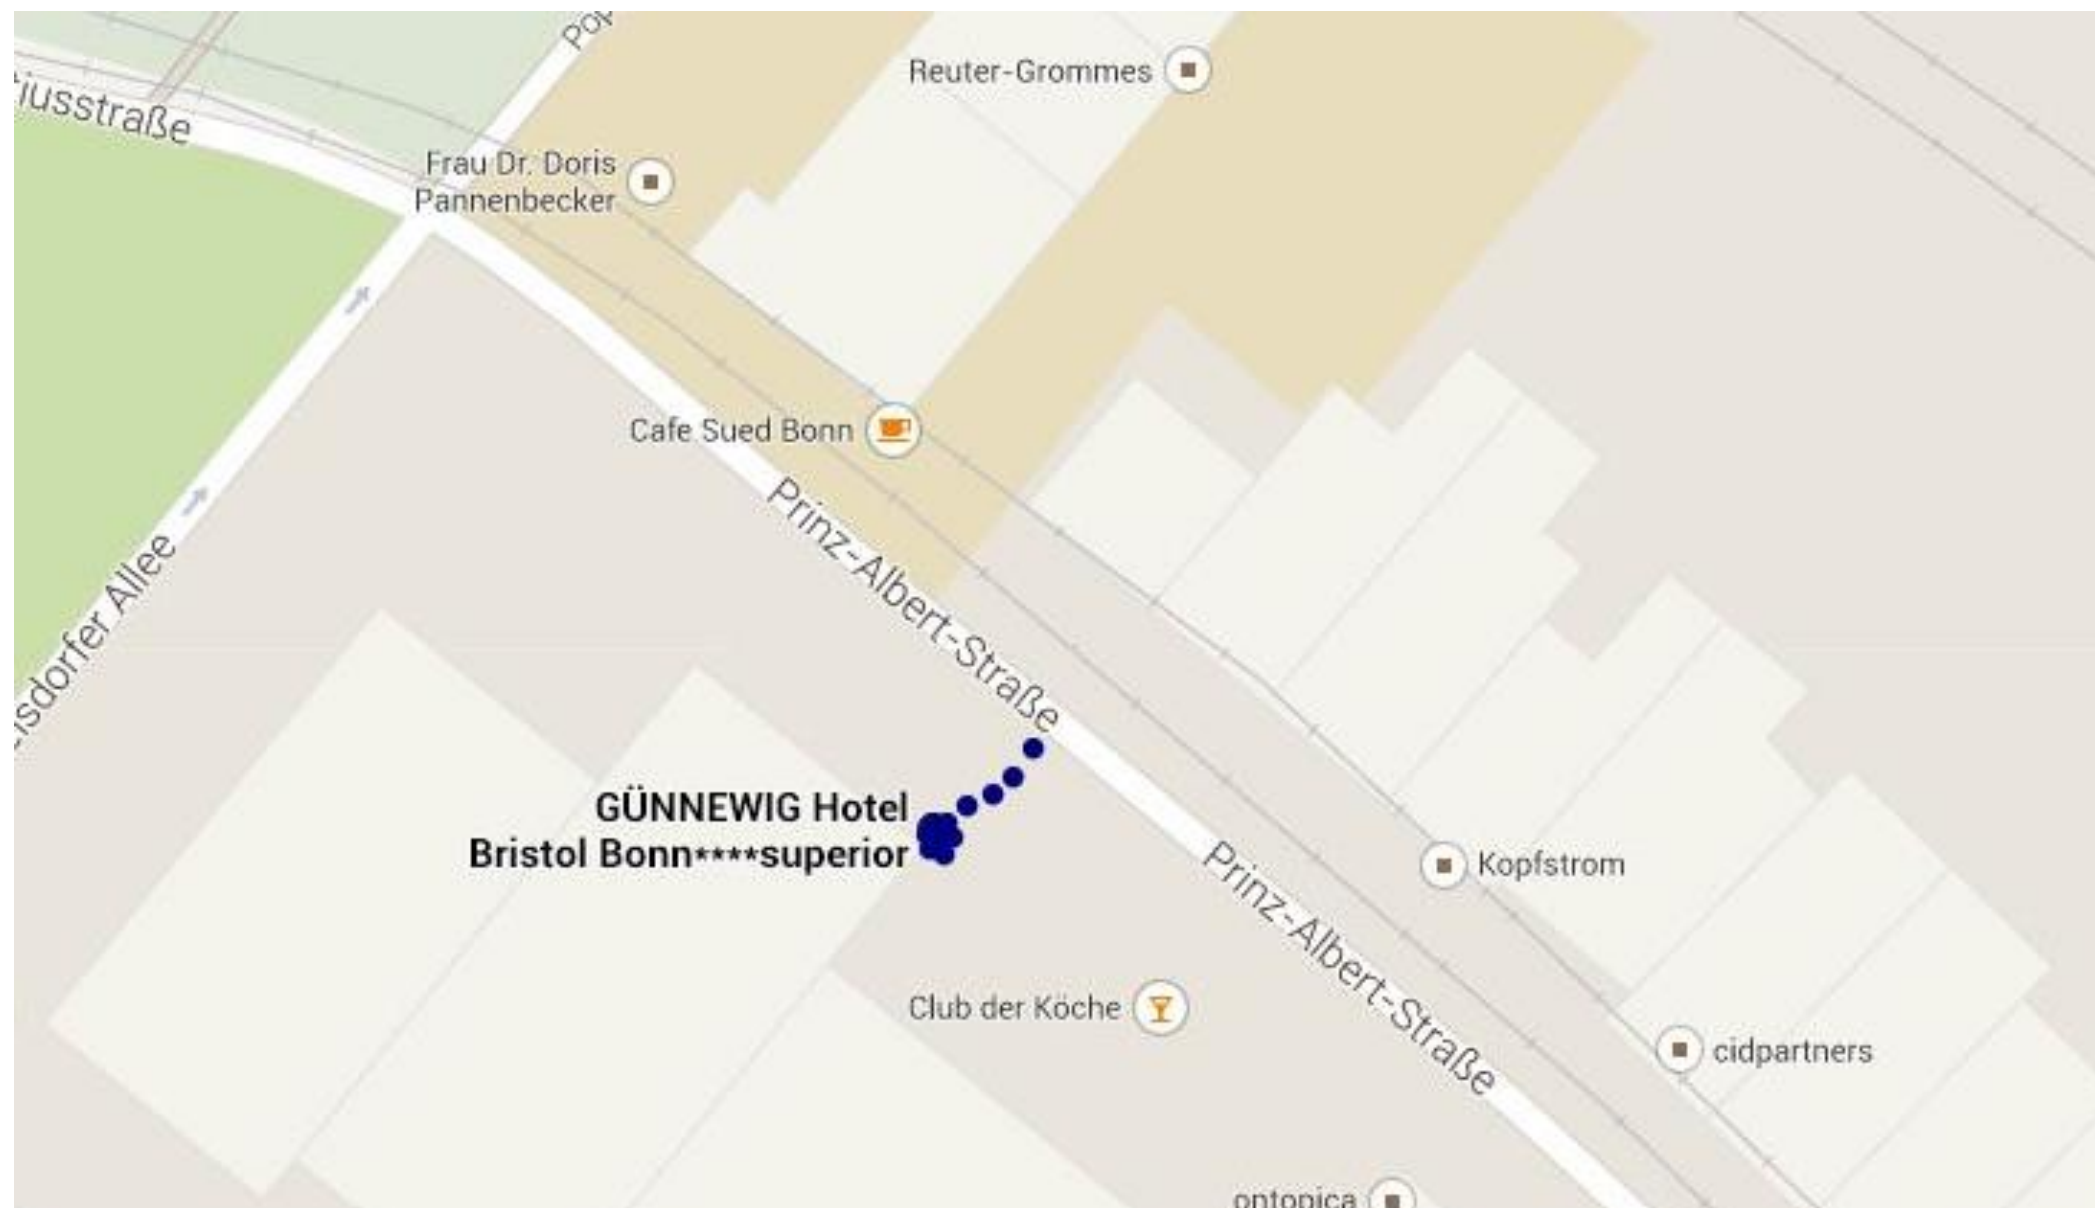 Reuter-Grommes
iusstraße
Frau Dr. Doris
Pannenbecker
Cafe Sued Bonn
Prinz-Albert-Straße
sdorfer Allee
GÜNNEWIG Hotel
Bristol Bonn****superior
Prinz-Albert-Straße
Kopfstrom
Club der Köche
cidpartners
ontopica